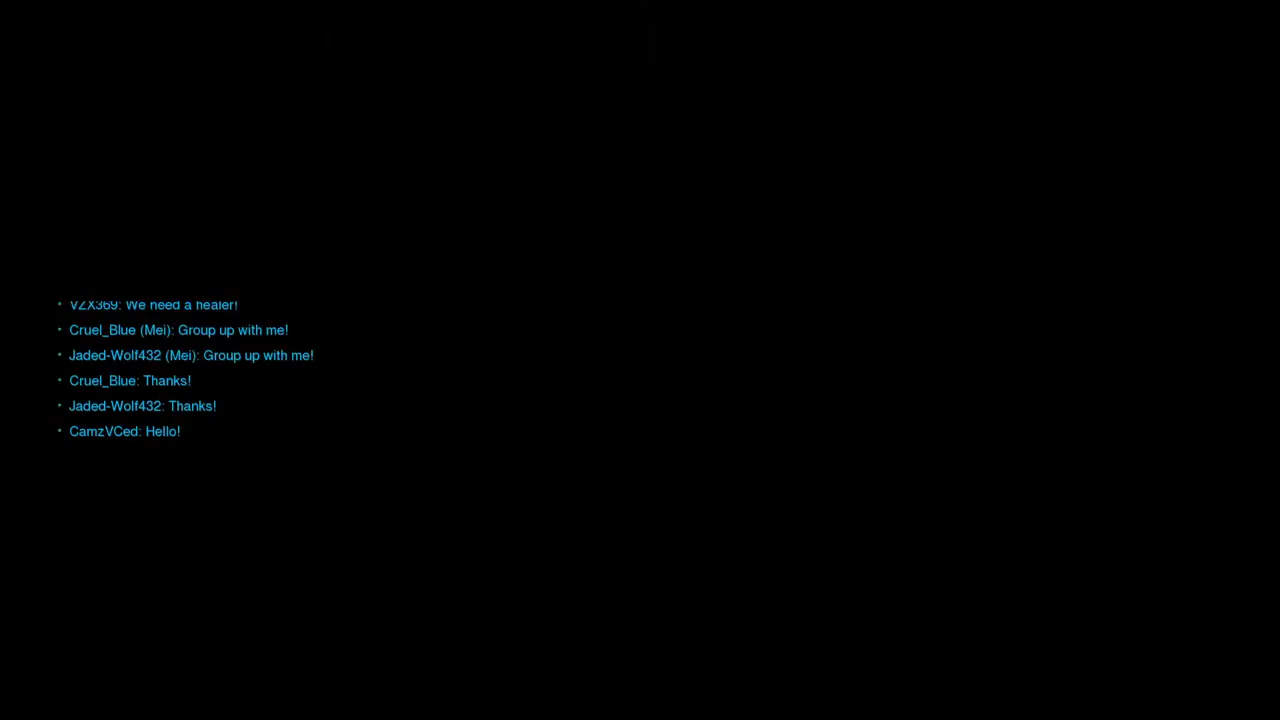 VZX369: We need a healer!
Cruel_Blue (Mei): Group up with me!
Jaded-Wolf432 (Mei): Group up with me!
Cruel_Blue: Thanks!
Jaded-Wolf432: Thanks!
CamzVCed: Hello!